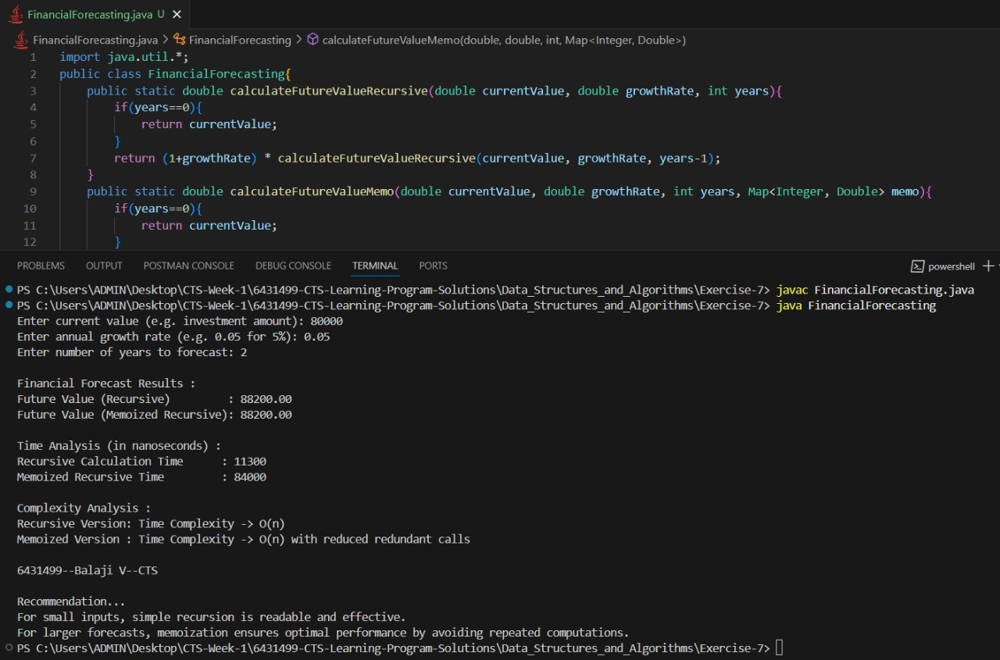 FinancialForecasting.java U ×
FinancialForecasting.java > FinancialForecasting > calculateFutureValueMemo(double, double, int, Map<Integer, Double>)
1 import java.util.*;
2 public class FinancialForecasting{
3 public static double calculateFutureValueRecursive(double currentValue, double growthRate, int years){
4 if(years==0){
5 return currentValue;
6 }
7 return (1+growthRate) * calculateFutureValueRecursive(currentValue, growthRate, years-1);
8 }
9 public static double calculateFutureValueMemo(double currentValue, double growthRate, int years, Map<Integer, Double> memo){
10 if(years==0){
11 return currentValue;
12 }
PROBLEMS OUTPUT POSTMAN CONSOLE DEBUG CONSOLE TERMINAL PORTS powershell +
PS C:\Users\ADMIN\Desktop\CTS-Week-1\6431499-CTS-Learning-Program-Solutions\Data_Structures_and_Algorithms\Exercise-7> javac FinancialForecasting.java
PS C:\Users\ADMIN\Desktop\CTS-Week-1\6431499-CTS-Learning-Program-Solutions\Data_Structures_and_Algorithms\Exercise-7> java FinancialForecasting
Enter current value (e.g. investment amount): 80000
Enter annual growth rate (e.g. 0.05 for 5%): 0.05
Enter number of years to forecast: 2
Financial Forecast Results :
Future Value (Recursive) : 88200.00
Future Value (Memoized Recursive): 88200.00
Time Analysis (in nanoseconds) :
Recursive Calculation Time : 11300
Memoized Recursive Time : 84000
Complexity Analysis :
Recursive Version: Time Complexity -> O(n)
Memoized Version : Time Complexity -> O(n) with reduced redundant calls
6431499--Balaji V--CTS
Recommendation...
For small inputs, simple recursion is readable and effective.
For larger forecasts, memoization ensures optimal performance by avoiding repeated computations.
PS C:\Users\ADMIN\Desktop\CTS-Week-1\6431499-CTS-Learning-Program-Solutions\Data_Structures_and_Algorithms\Exercise-7>